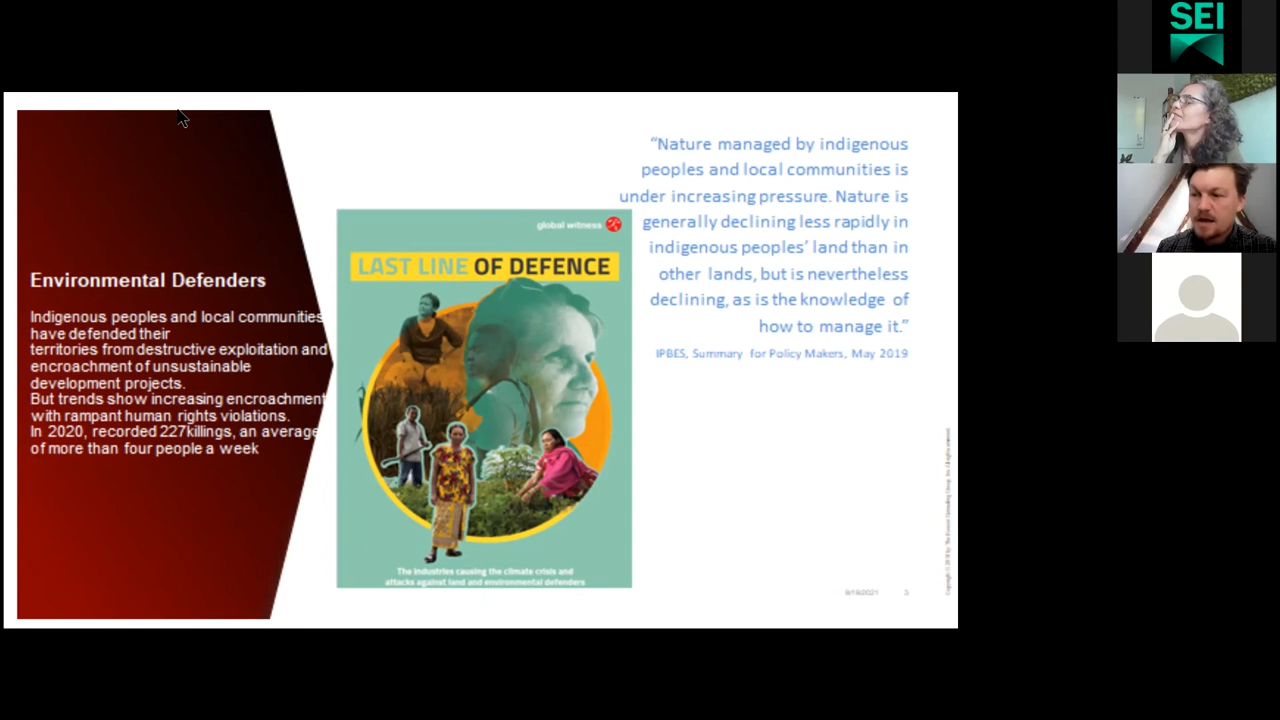 SEI
Environmental Defenders
Indigenous peoples and local communities
have defended their
territories from destructive exploitation and
encroachment of unsustainable
development projects.
But trends show increasing encroachment
with rampant human rights violations.
In 2020, recorded 227killings, an average
of more than four people a week
global witness
LAST LINE OF DEFENCE
The industries causing the climate crisis and
attacks against land and environmental defenders
“Nature managed by indigenous
peoples and local communities is
under increasing pressure. Nature is
generally declining less rapidly in
indigenous peoples’ land than in
other lands, but is nevertheless
declining, as is the knowledge of
how to manage it.”
IPBES, Summary for Policy Makers, May 2019
3